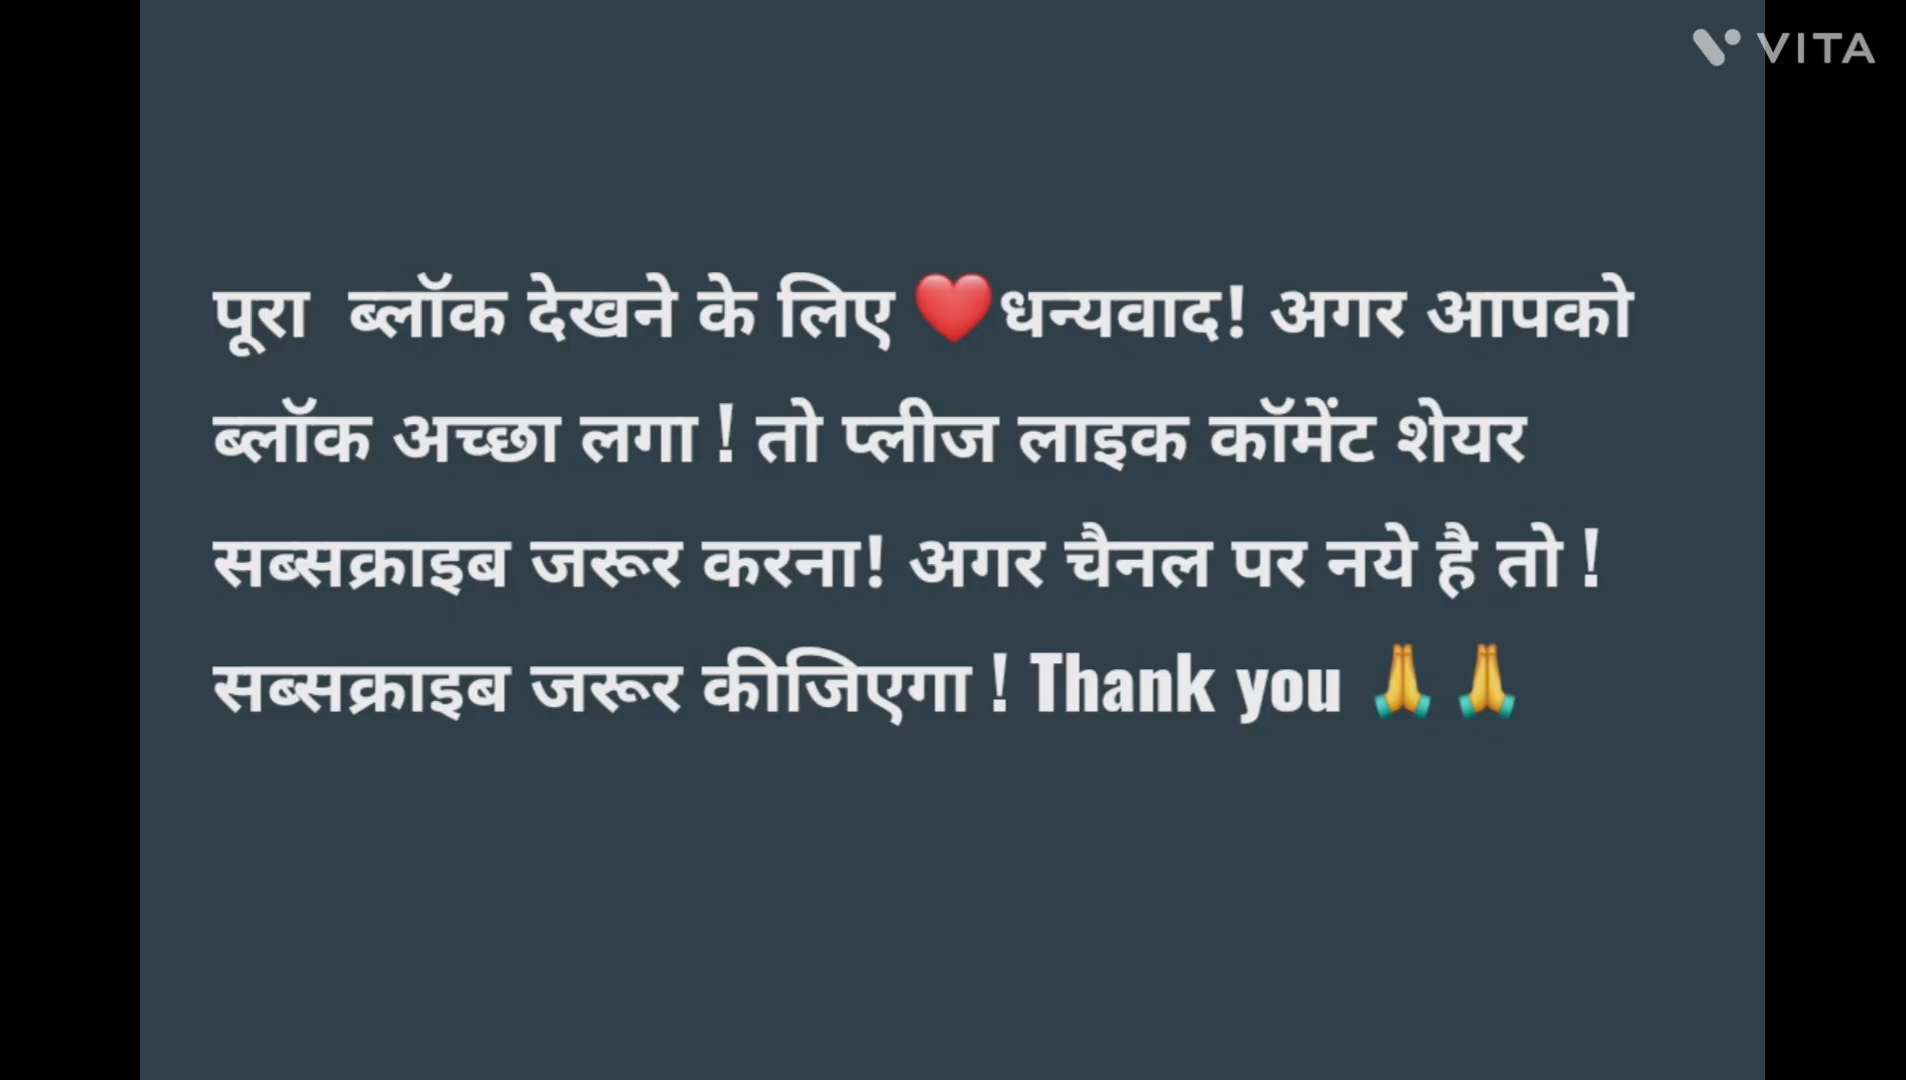 VITA
पूरा  ब्लॉक देखने के लिए ❤️धन्यवाद! अगर आपको
ब्लॉक अच्छा लगा ! तो प्लीज लाइक कॉमेंट शेयर
सब्सक्राइब जरूर करना! अगर चैनल पर नये है तो !
सब्सक्राइब जरूर कीजिएगा ! Thank you 🙏 🙏